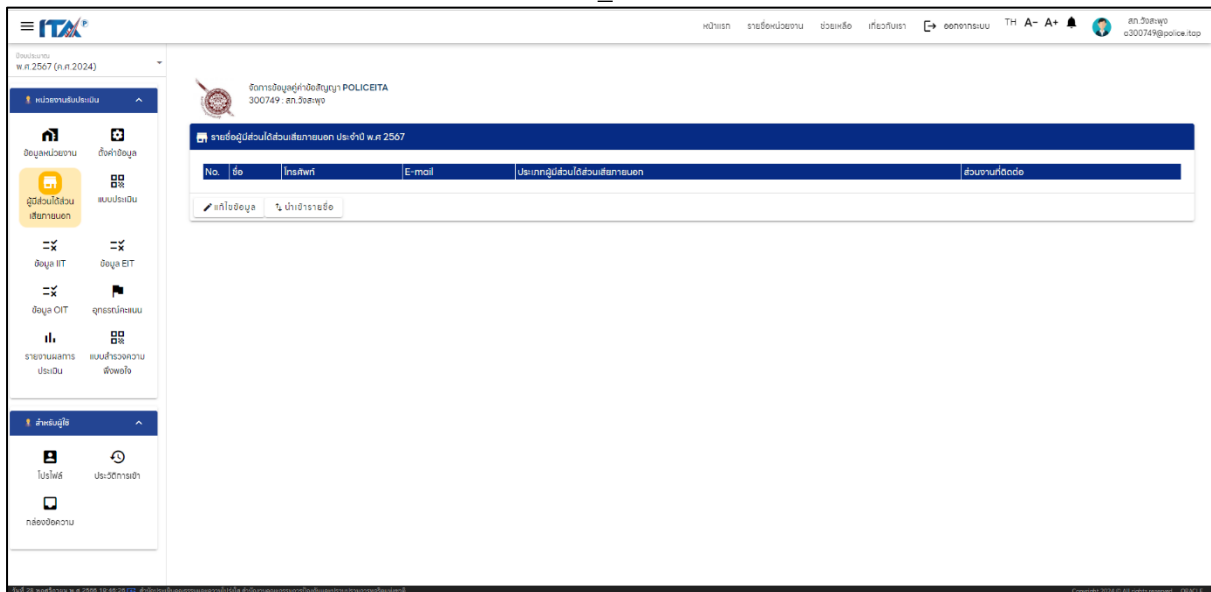 ITAP
หน้าแรก รายชื่อหน่วยงาน ช่วยเหลือ เกี่ยวกับเรา ออกจากระบบ TH A- A+ สภ.วังสะพุง
o300749@police.itap
ปีงบประมาณ
พ.ศ.2567 (ค.ศ.2024)
หน่วยงานรับประเมิน
ข้อมูลหน่วยงาน ตั้งค่าข้อมูล
ผู้มีส่วนได้ส่วนเสียภายนอก แบบประเมิน
ข้อมูล IIT ข้อมูล EIT
ข้อมูล OIT อุทธรณ์คะแนน
รายงานผลการประเมิน แบบสำรวจความพึงพอใจ
สำหรับผู้ใช้
โปรไฟล์ ประวัติการเข้า
กล่องข้อความ
จัดการข้อมูลคู่ค่าข้อสัญญา POLICEITA
300749 : สภ.วังสะพุง
รายชื่อผู้มีส่วนได้ส่วนเสียภายนอก ประจำปี พ.ศ 2567
No. ชื่อ โทรศัพท์ E-mail ประเภทผู้มีส่วนได้ส่วนเสียภายนอก ส่วนงานที่ติดต่อ
แก้ไขข้อมูล นำเข้ารายชื่อ